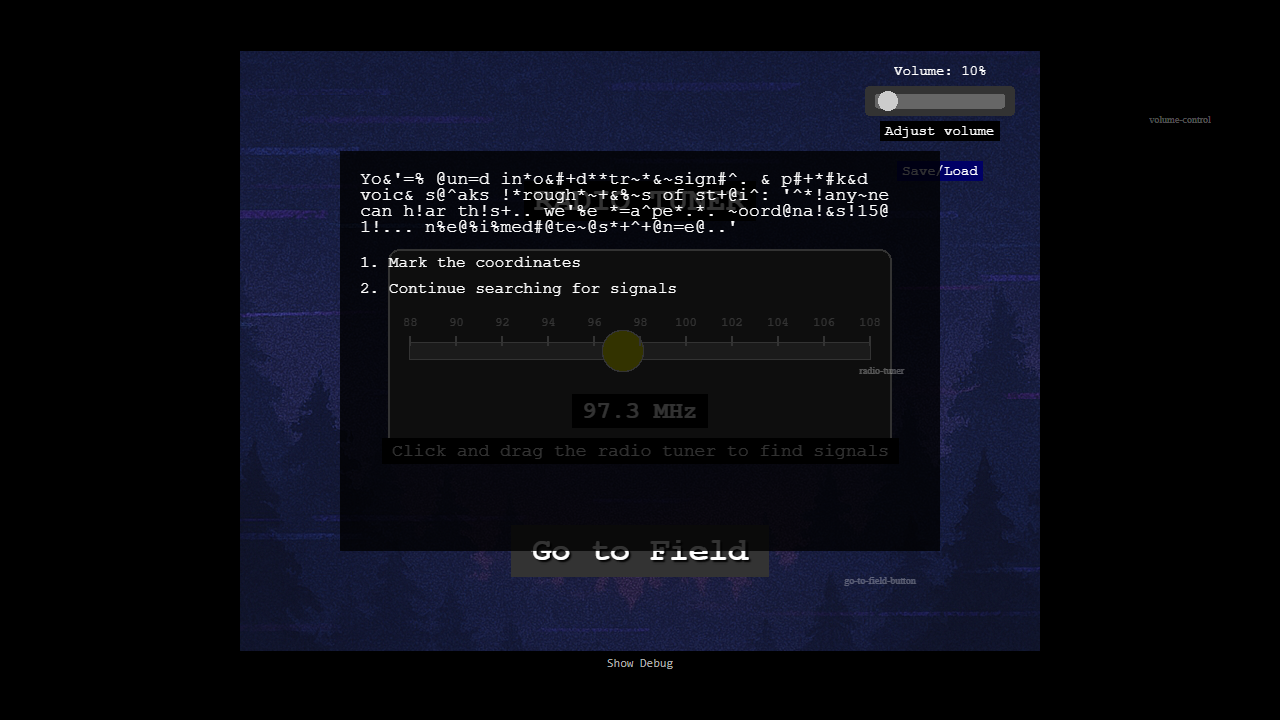 Volume: 10%
volume-control
Adjust volume
Save/Load
Yo&'=% @un=d in*o&#+d**tr~*&~sign#^. & p#+*#k&d
voic& s@^aks !*rough*~+&%~s of st+@i^: '^*!any~ne
RADIO TUNER
can h!ar th!s+.. we'%e *=a^pe*.*. ~oord@na!&s!15@
1!... n%e@%i%med#@te~@s*+^+@n=e@..'
1. Mark the coordinates
2. Continue searching for signals
88 90 92 94 96 98 100 102 104 106 108
radio-tuner
97.3 MHz
Click and drag the radio tuner to find signals
Go to Field
go-to-field-button
Show Debug